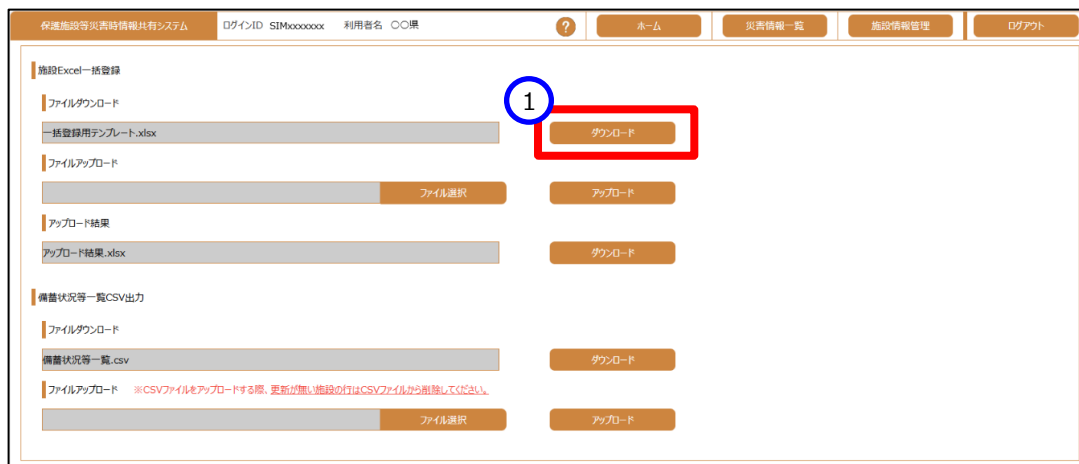 保護施設等災害時情報共有システム ログインID SIMxxxxxxx 利用者名 〇〇県 ? ホーム 災害情報一覧 施設情報管理 ログアウト
施設Excel一括登録
ファイルダウンロード
1
一括登録用テンプレート.xlsx ダウンロード
ファイルアップロード
ファイル選択 アップロード
アップロード結果
アップロード結果.xlsx ダウンロード
備蓄状況等一覧CSV出力
ファイルダウンロード
備蓄状況等一覧.csv ダウンロード
ファイルアップロード ※CSVファイルをアップロードする際、更新が無い施設の行はCSVファイルから削除してください。
ファイル選択 アップロード